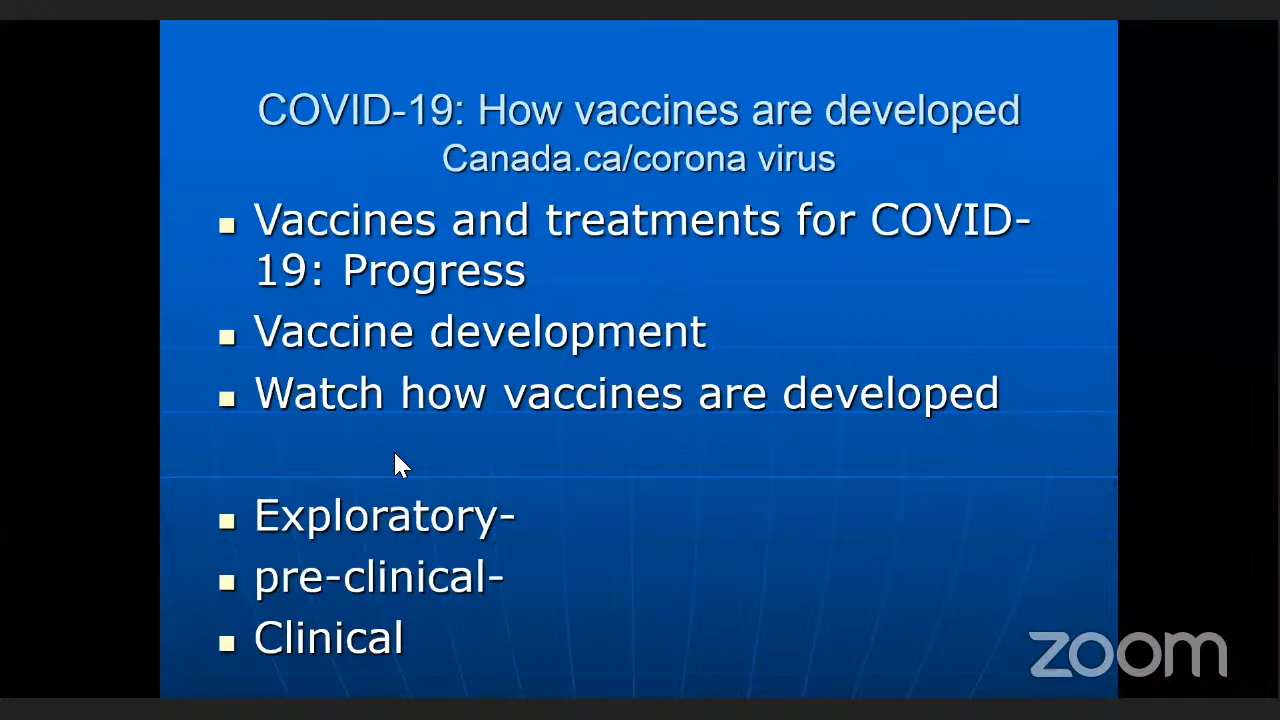 COVID-19: How vaccines are developed
Canada.ca/corona virus
Vaccines and treatments for COVID-
19: Progress
Vaccine development
Watch how vaccines are developed
Exploratory-
pre-clinical-
Clinical
zoom